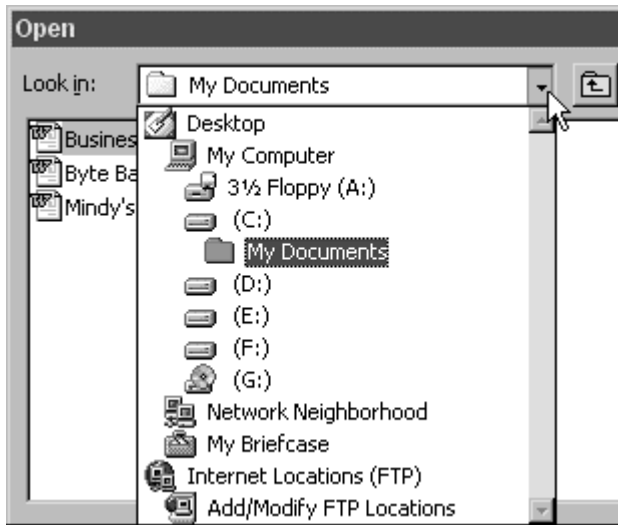 Open
Look in:
My Documents
Desktop
Busines
My Computer
Byte Ba
3½ Floppy (A:)
Mindy's
(C:)
My Documents
(D:)
(E:)
(F:)
(G:)
Network Neighborhood
My Briefcase
Internet Locations (FTP)
Add/Modify FTP Locations